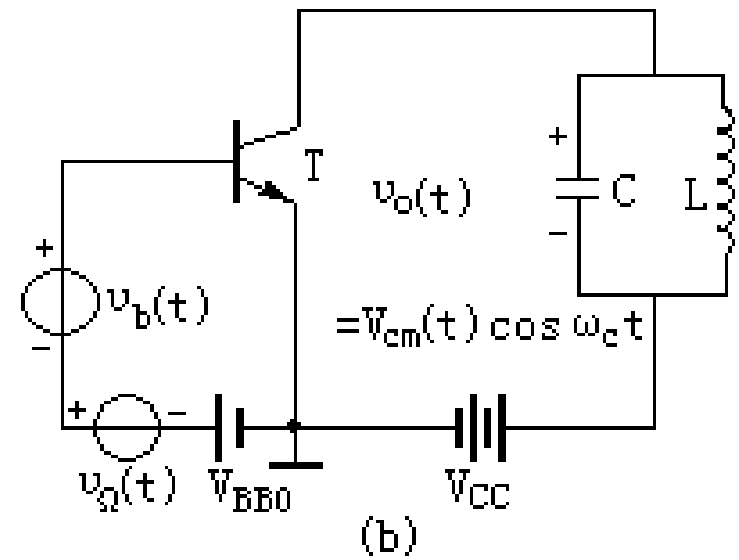 T
υo(t)
+
C
L
−
+
υb(t)
−
=Vcm(t) cos ωct
+
−
υΩ(t)
VBB0
VCC
(b)